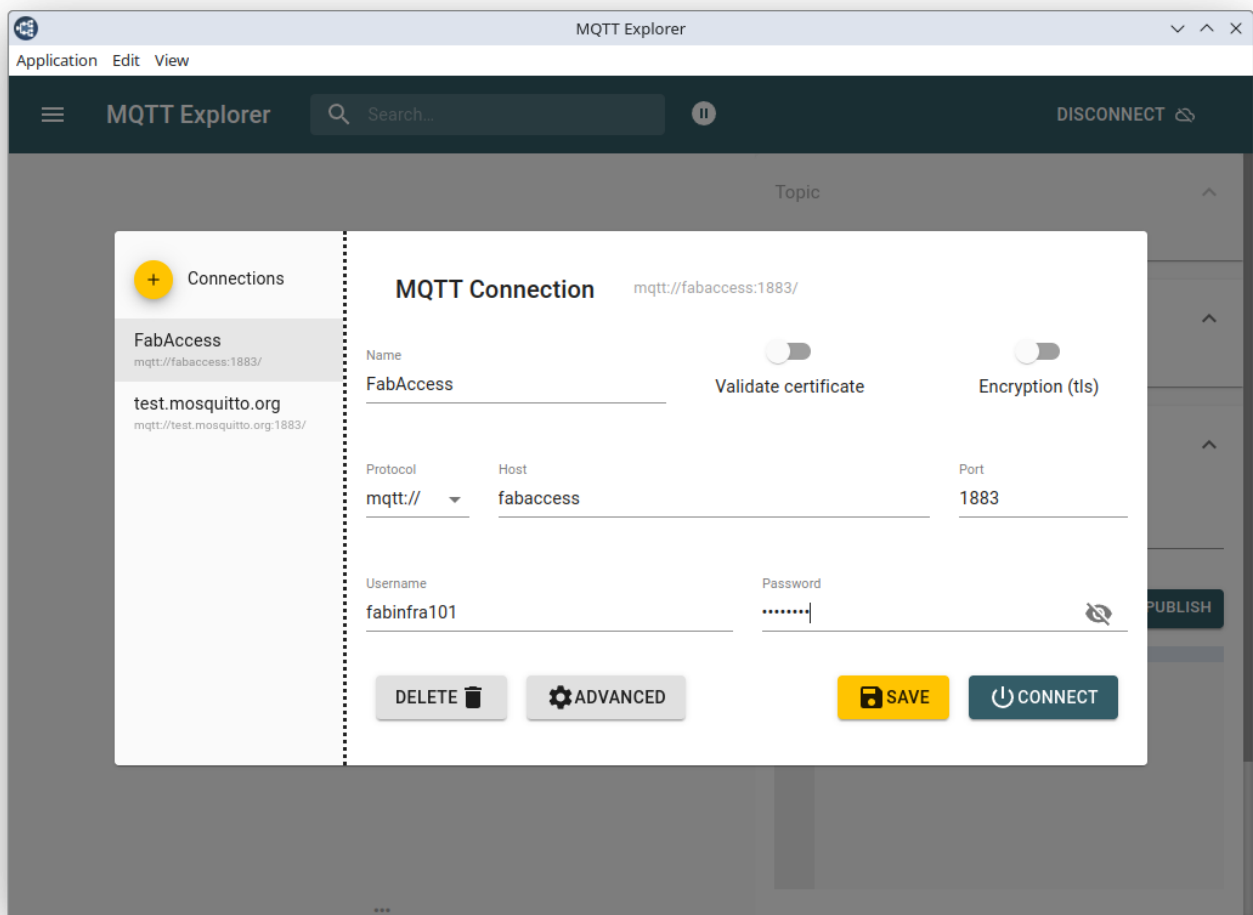 MQTT Explorer
Application Edit View
MQTT Explorer
Search...
DISCONNECT
Topic
+ Connections
FabAccess
mqtt://fabaccess:1883/
test.mosquitto.org
mqtt://test.mosquitto.org:1883/
MQTT Connection mqtt://fabaccess:1883/
Name
FabAccess
Validate certificate
Encryption (tls)
Protocol Host Port
mqtt:// fabaccess 1883
Username Password
fabinfra101 ••••••••
PUBLISH
DELETE ADVANCED SAVE CONNECT
•••